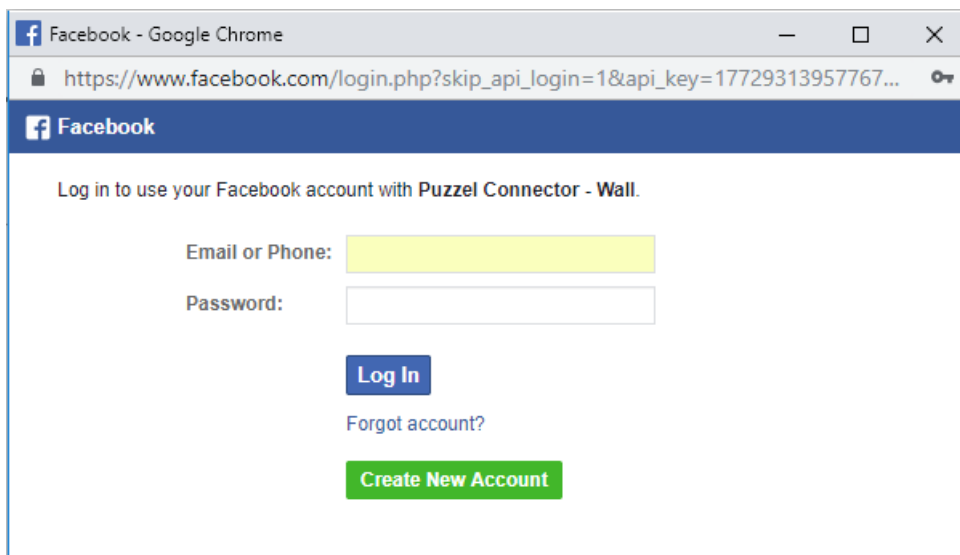 Facebook - Google Chrome
https://www.facebook.com/login.php?skip_api_login=1&api_key=17729313957767...
Facebook
Log in to use your Facebook account with Puzzel Connector - Wall.
Email or Phone:
Password:
Log In
Forgot account?
Create New Account